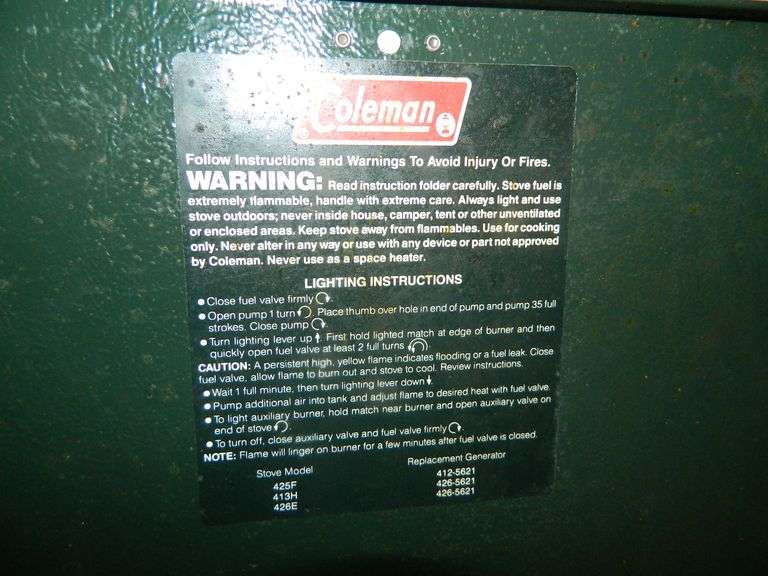 Coleman
Follow Instructions and Warnings To Avoid Injury Or Fires.
WARNING: Read instruction folder carefully. Stove fuel is
extremely flammable, handle with extreme care. Always light and use
stove outdoors; never inside house, camper, tent or other unventilated
or enclosed areas. Keep stove away from flammables. Use for cooking
only. Never alter in any way or use with any device or part not approved
by Coleman. Never use as a space heater.
LIGHTING INSTRUCTIONS
• Close fuel valve firmly
• Open pump 1 turn . Place thumb over hole in end of pump and pump 35 full
strokes. Close pump
• Turn lighting lever up . First hold lighted match at edge of burner and then
quickly open fuel valve at least 2 full turns
CAUTION: A persistent high, yellow flame indicates flooding or a fuel leak. Close
fuel valve, allow flame to burn out and stove to cool. Review instructions.
• Wait 1 full minute, then turn lighting lever down
• Pump additional air into tank and adjust flame to desired heat with fuel valve.
• To light auxiliary burner, hold match near burner and open auxiliary valve on
end of stove
• To turn off, close auxiliary valve and fuel valve firmly
NOTE: Flame will linger on burner for a few minutes after fuel valve is closed.
Stove Model Replacement Generator
425F 412-5621
413H 426-5621
426E 426-5621